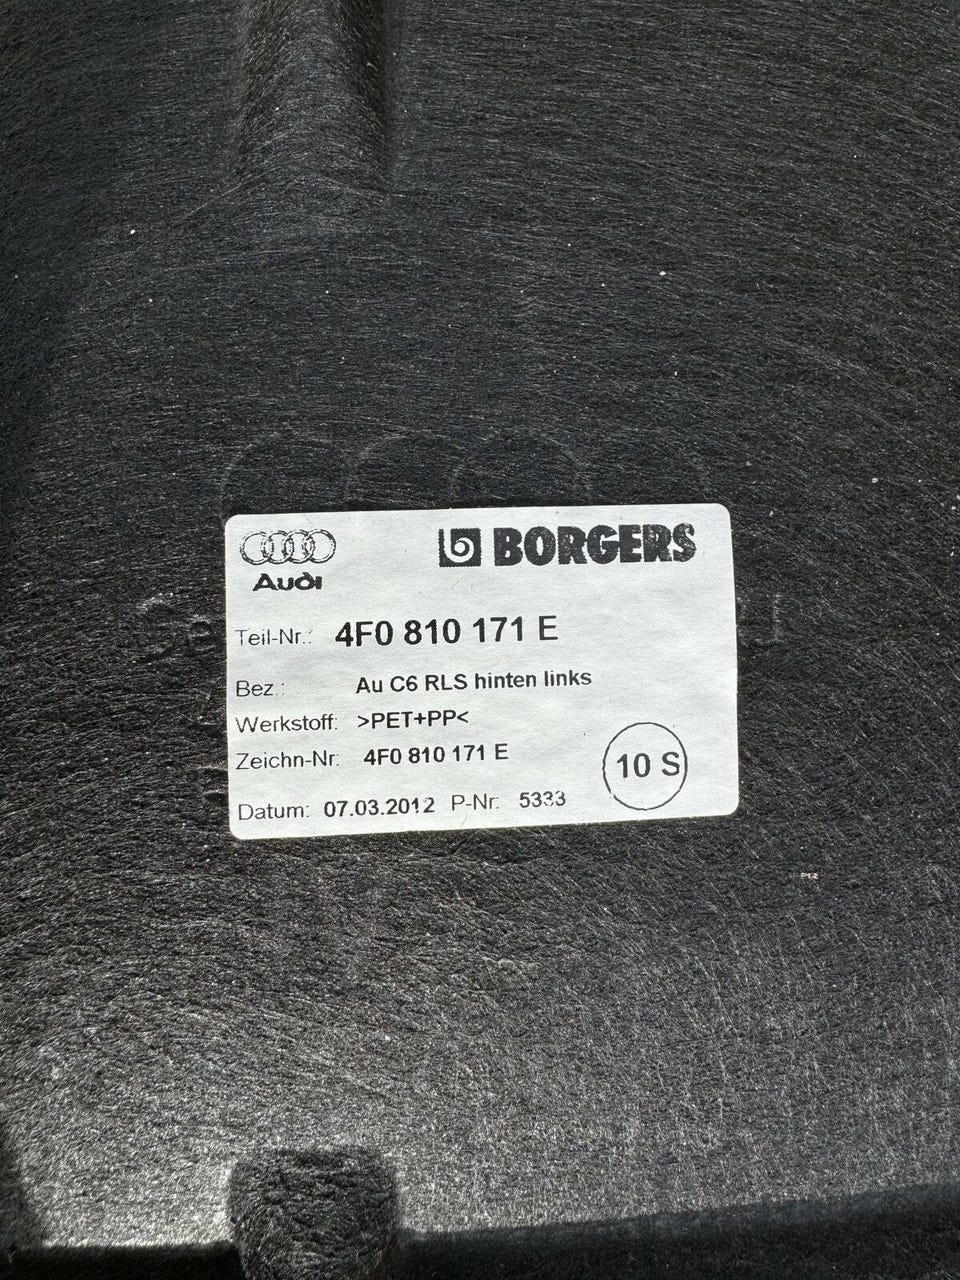 Audi
BORGERS
Teil-Nr.: 4F0 810 171 E
Bez.: Au C6 RLS hinten links
Werkstoff: >PET+PP<
Zeichn-Nr: 4F0 810 171 E
10 S
Datum: 07.03.2012 P-Nr: 5333